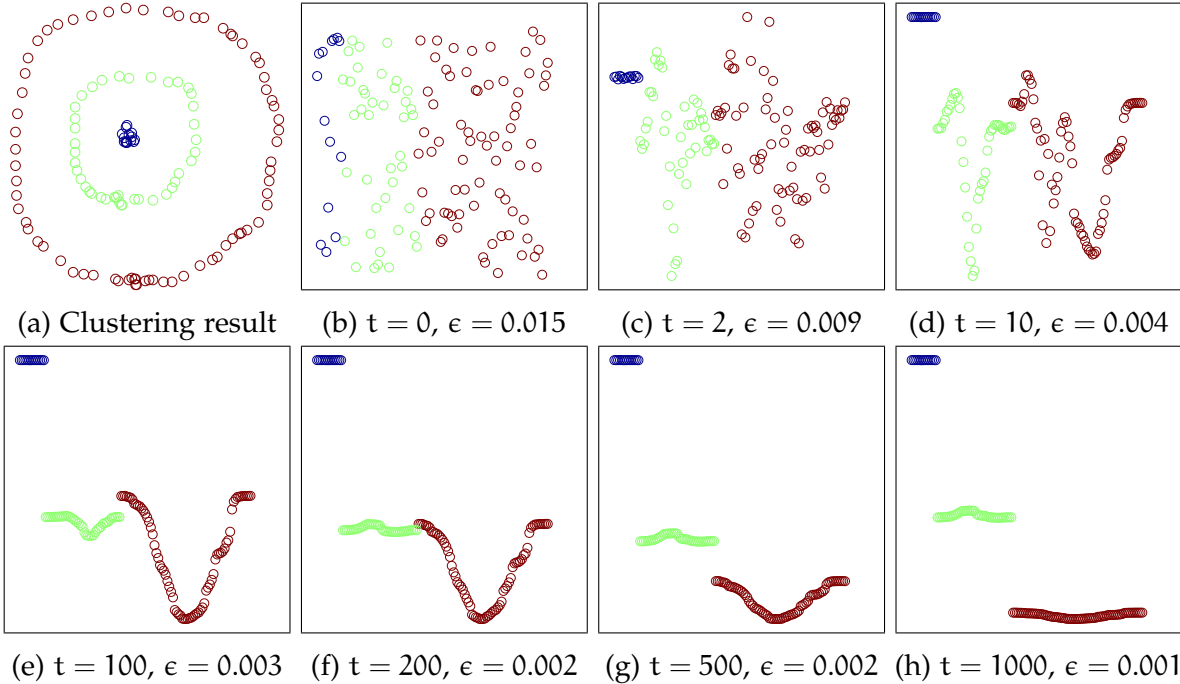 (a) Clustering result
(b) t = 0, ϵ = 0.015
(c) t = 2, ϵ = 0.009
(d) t = 10, ϵ = 0.004
(e) t = 100, ϵ = 0.003
(f) t = 200, ϵ = 0.002
(g) t = 500, ϵ = 0.002
(h) t = 1000, ϵ = 0.001